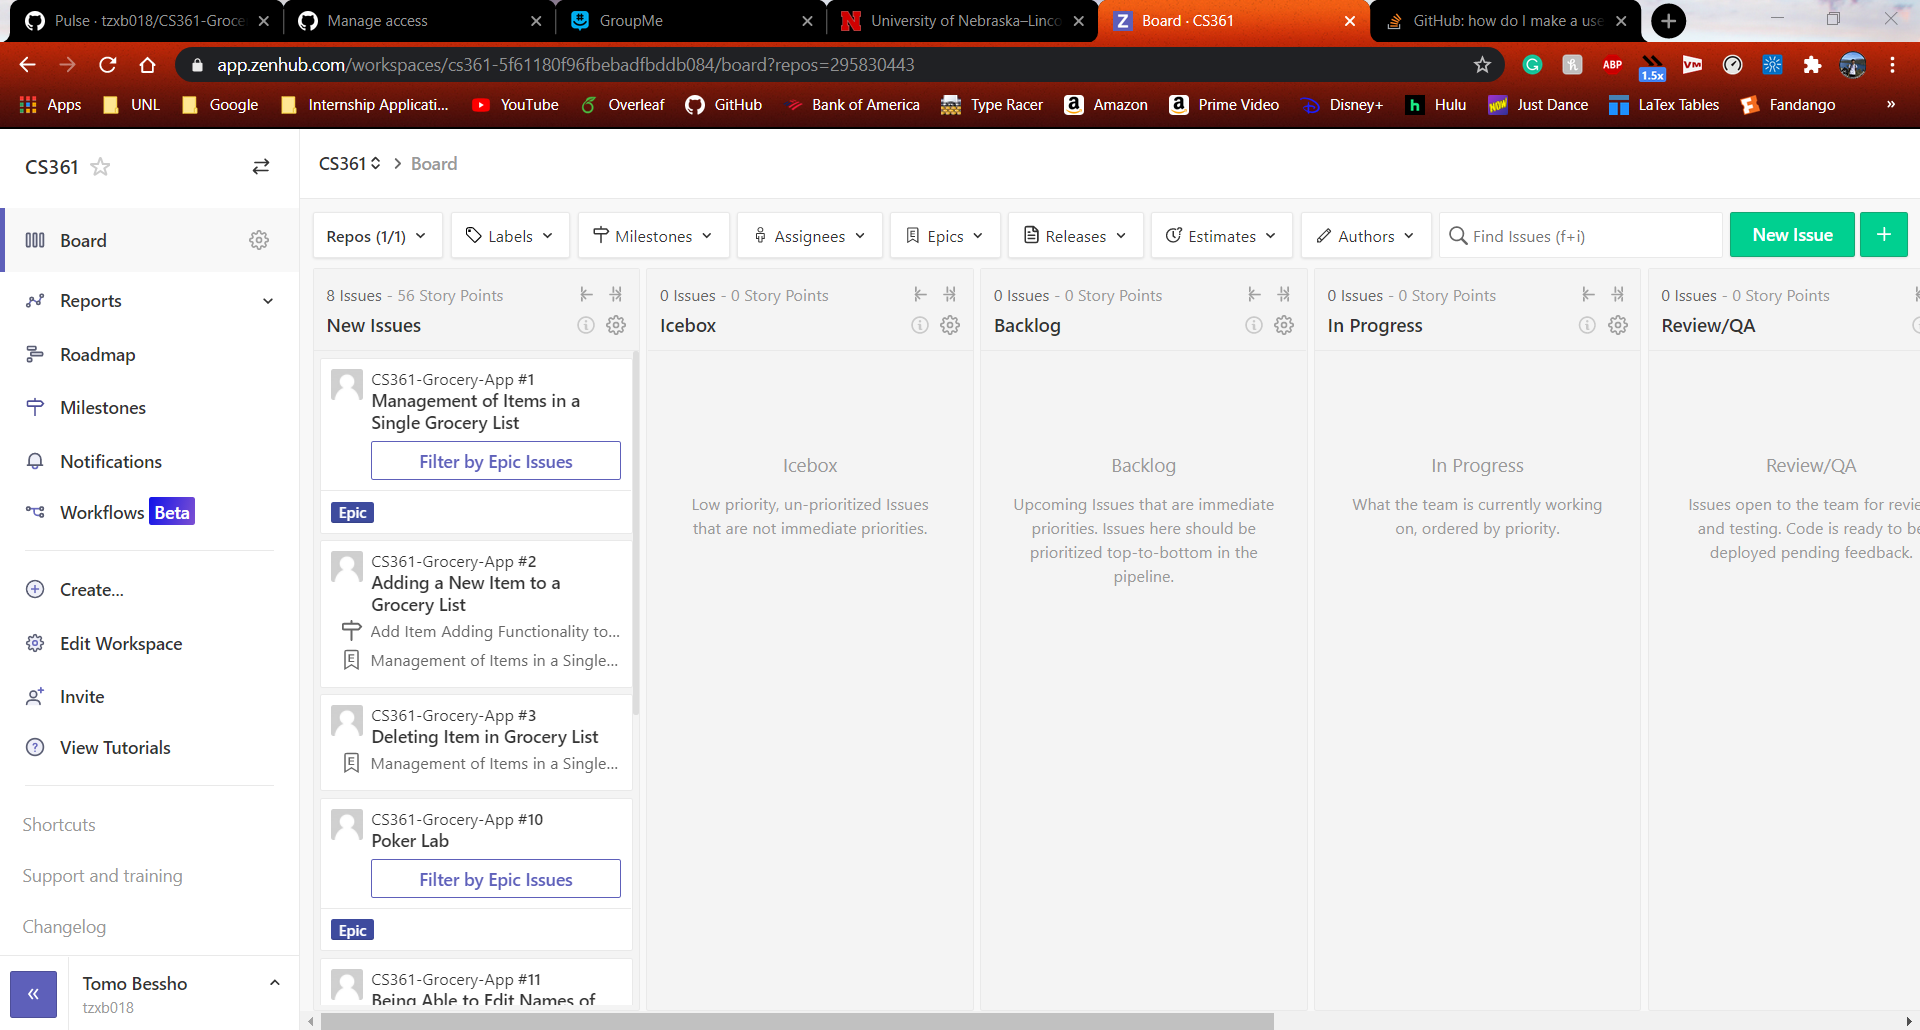 Pulse · tzxb018/CS361-Groce
Manage access
GroupMe
University of Nebraska–Linco
Board · CS361
GitHub: how do I make a use
app.zenhub.com/workspaces/cs361-5f61180f96fbebadfbddb084/board?repos=295830443
ABP
1.5x
VM
Apps
UNL
Google
Internship Applicati...
YouTube
Overleaf
GitHub
Bank of America
Type Racer
Amazon
Prime Video
Disney+
Hulu
Just Dance
LaTex Tables
Fandango
»
CS361
CS361 > Board
Board
Reports
Roadmap
Milestones
Notifications
Workflows Beta
Create...
Edit Workspace
Invite
View Tutorials
Shortcuts
Support and training
Changelog
Tomo Bessho
tzxb018
Repos (1/1)
Labels
Milestones
Assignees
Epics
Releases
Estimates
Authors
Find Issues (f+i)
New Issue
+
8 Issues - 56 Story Points
New Issues
CS361-Grocery-App #1
Management of Items in a
Single Grocery List
Filter by Epic Issues
Epic
CS361-Grocery-App #2
Adding a New Item to a
Grocery List
Add Item Adding Functionality to...
Management of Items in a Single...
CS361-Grocery-App #3
Deleting Item in Grocery List
Management of Items in a Single...
CS361-Grocery-App #10
Poker Lab
Filter by Epic Issues
Epic
CS361-Grocery-App #11
Being Able to Edit Names of
0 Issues - 0 Story Points
Icebox
Icebox
Low priority, un-prioritized Issues
that are not immediate priorities.
0 Issues - 0 Story Points
Backlog
Backlog
Upcoming Issues that are immediate
priorities. Issues here should be
prioritized top-to-bottom in the
pipeline.
0 Issues - 0 Story Points
In Progress
In Progress
What the team is currently working
on, ordered by priority.
0 Issues - 0 Story Points
Review/QA
Review/QA
Issues open to the team for revie
and testing. Code is ready to be
deployed pending feedback.